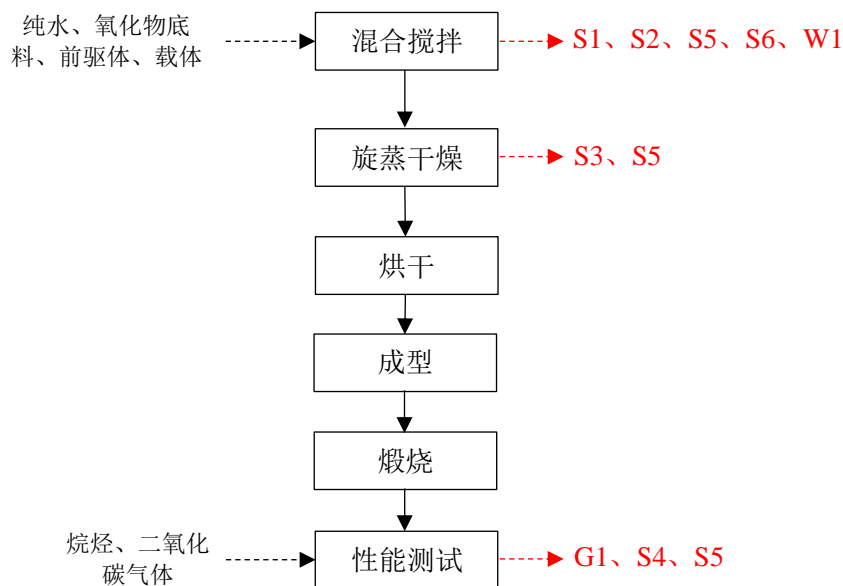 纯水、氧化物底
料、前驱体、载体
混合搅拌
S1、S2、S5、S6、W1
旋蒸干燥
S3、S5
烘干
成型
煅烧
烷烃、二氧化
碳气体
性能测试
G1、S4、S5